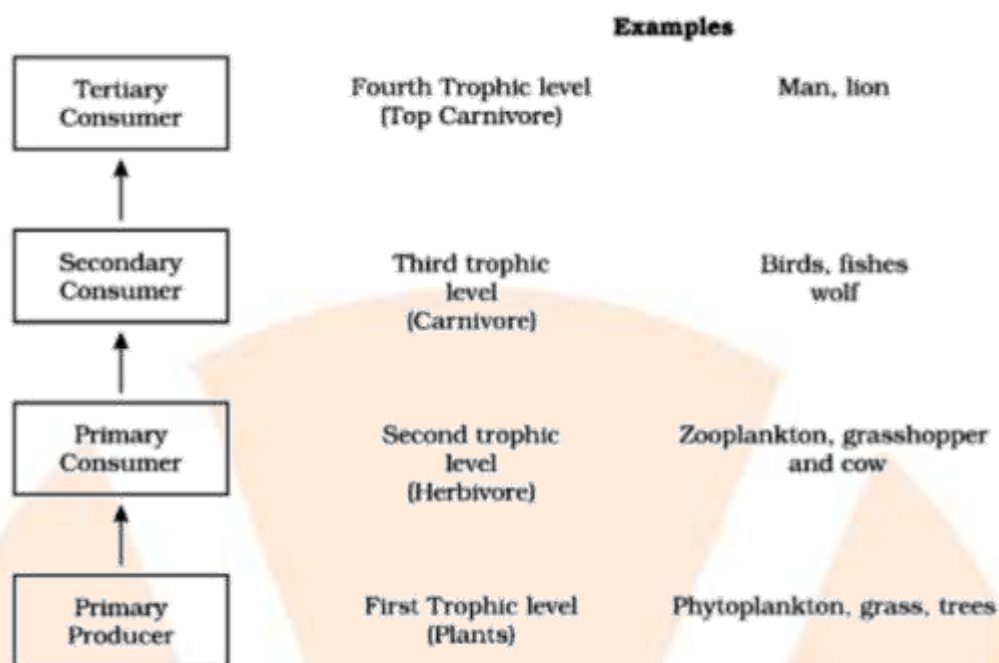 Examples
Tertiary
Consumer
Fourth Trophic level
(Top Carnivore)
Man, lion
Secondary
Consumer
Third trophic
level
(Carnivore)
Birds, fishes
wolf
Primary
Consumer
Second trophic
level
(Herbivore)
Zooplankton, grasshopper
and cow
Primary
Producer
First Trophic level
(Plants)
Phytoplankton, grass, trees